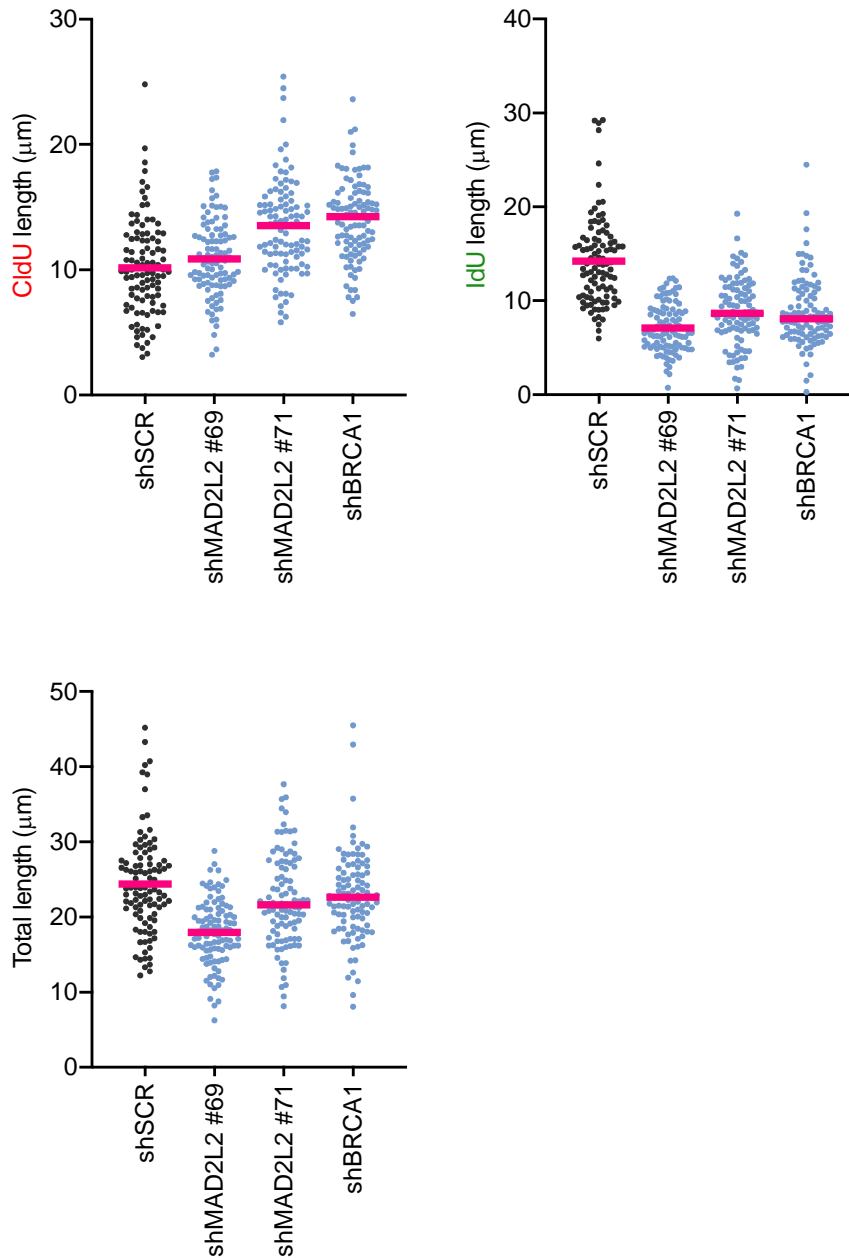 30
20
10
0
CldU length (μm)
shSCR
shMAD2L2 #69
shMAD2L2 #71
shBRCA1
40
30
20
10
0
IdU length (μm)
shSCR
shMAD2L2 #69
shMAD2L2 #71
shBRCA1
50
40
30
20
10
0
Total length (μm)
shSCR
shMAD2L2 #69
shMAD2L2 #71
shBRCA1